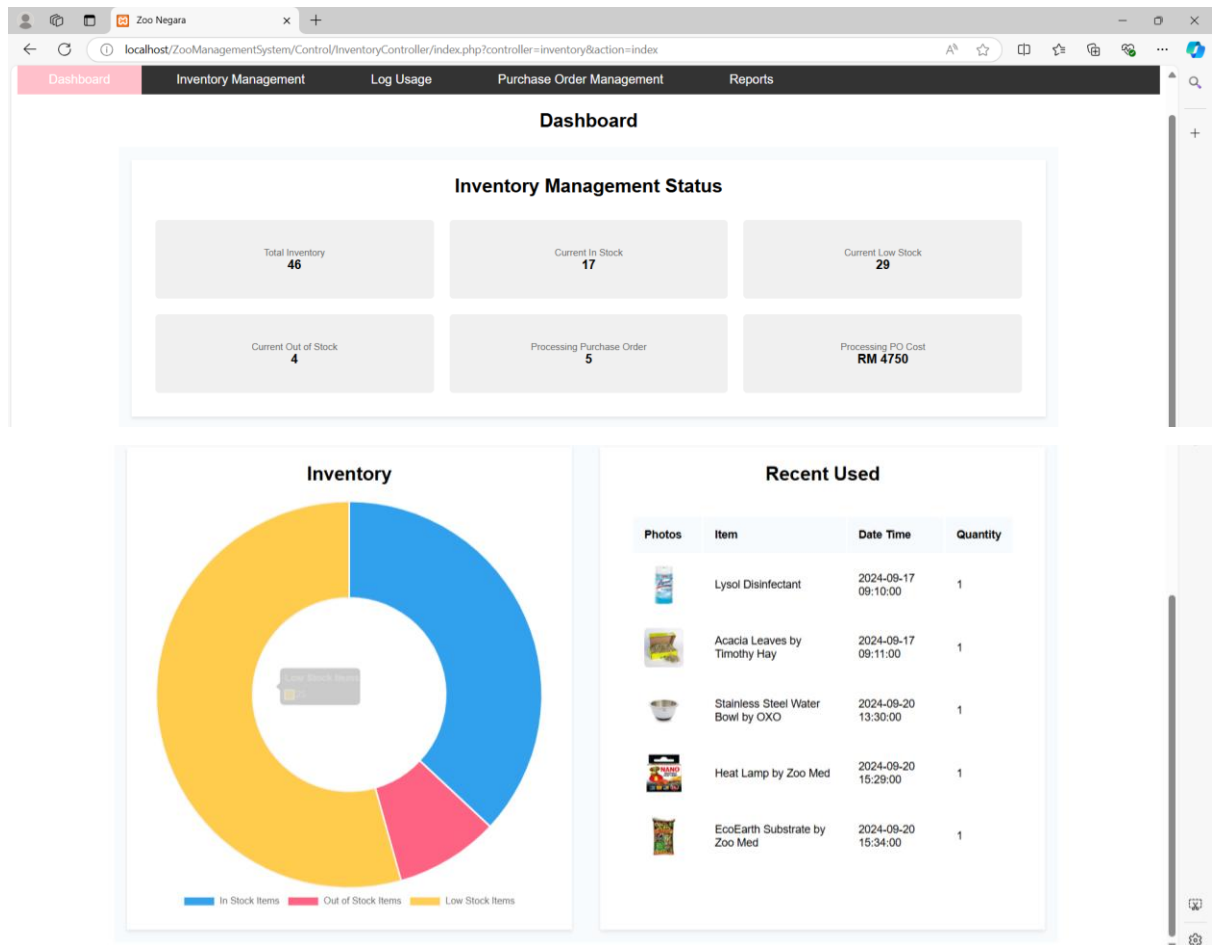 Zoo Negara
localhost/ZooManagementSystem/Control/InventoryController/index.php?controller=inventory&action=index
Dashboard Inventory Management Log Usage Purchase Order Management Reports
Dashboard
Inventory Management Status
Total Inventory
46
Current In Stock
17
Current Low Stock
29
Current Out of Stock
4
Processing Purchase Order
5
Processing PO Cost
RM 4750
Inventory
Low Stock Items
In Stock Items Out of Stock Items Low Stock Items
Recent Used
Photos Item Date Time Quantity
Lysol Disinfectant 2024-09-17 09:10:00 1
Acacia Leaves by Timothy Hay 2024-09-17 09:11:00 1
Stainless Steel Water Bowl by OXO 2024-09-20 13:30:00 1
Heat Lamp by Zoo Med 2024-09-20 15:29:00 1
EcoEarth Substrate by Zoo Med 2024-09-20 15:34:00 1